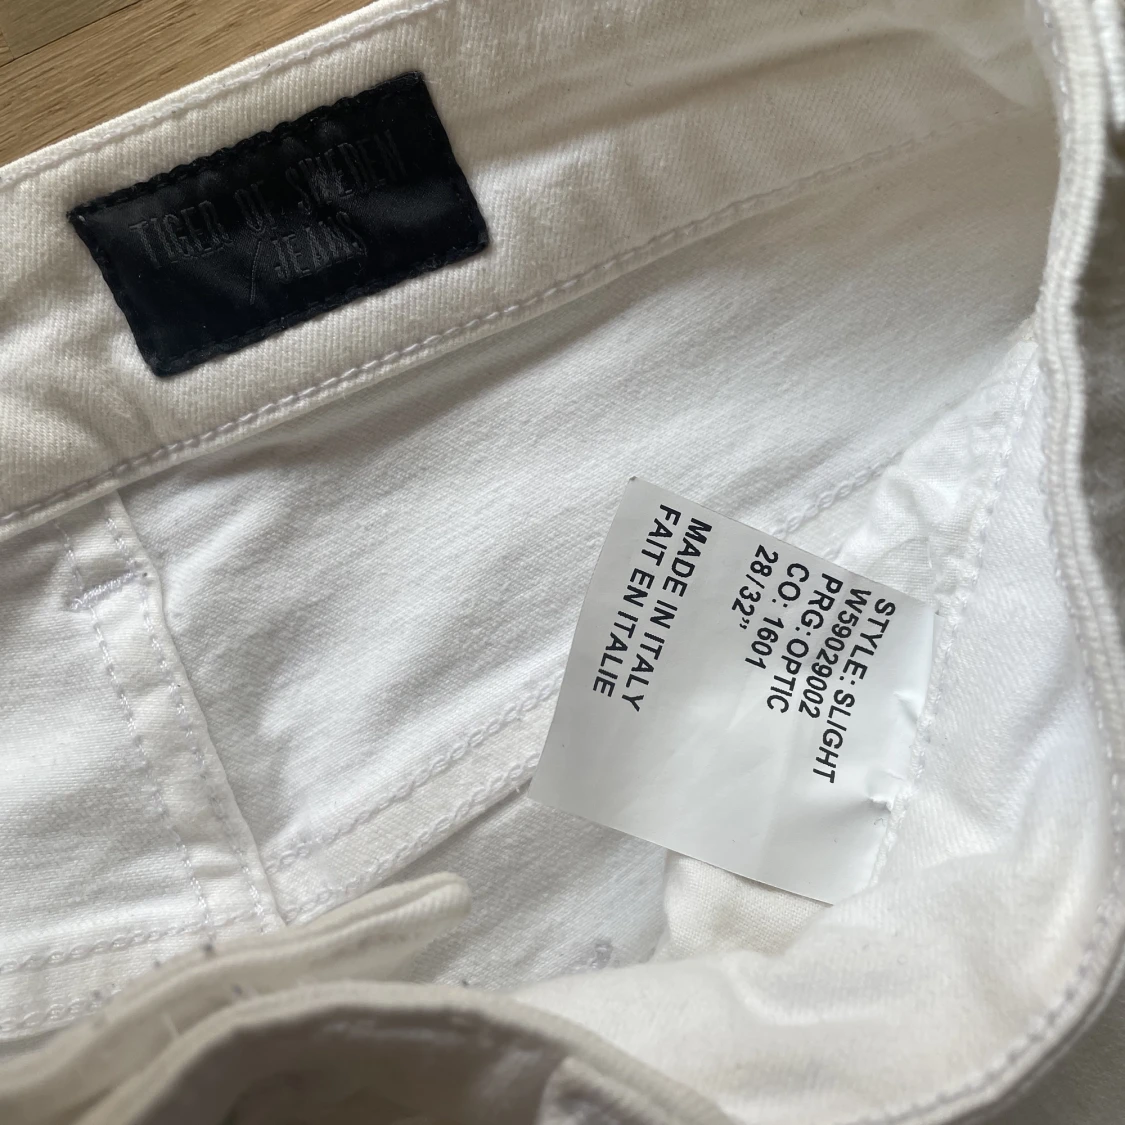 TIGER OF SWEDEN
/JEANS
STYLE: SLIGHT
W59029002
PRG: OPTIC
CO: 1601
28/32”
MADE IN ITALY
FAIT EN ITALIE